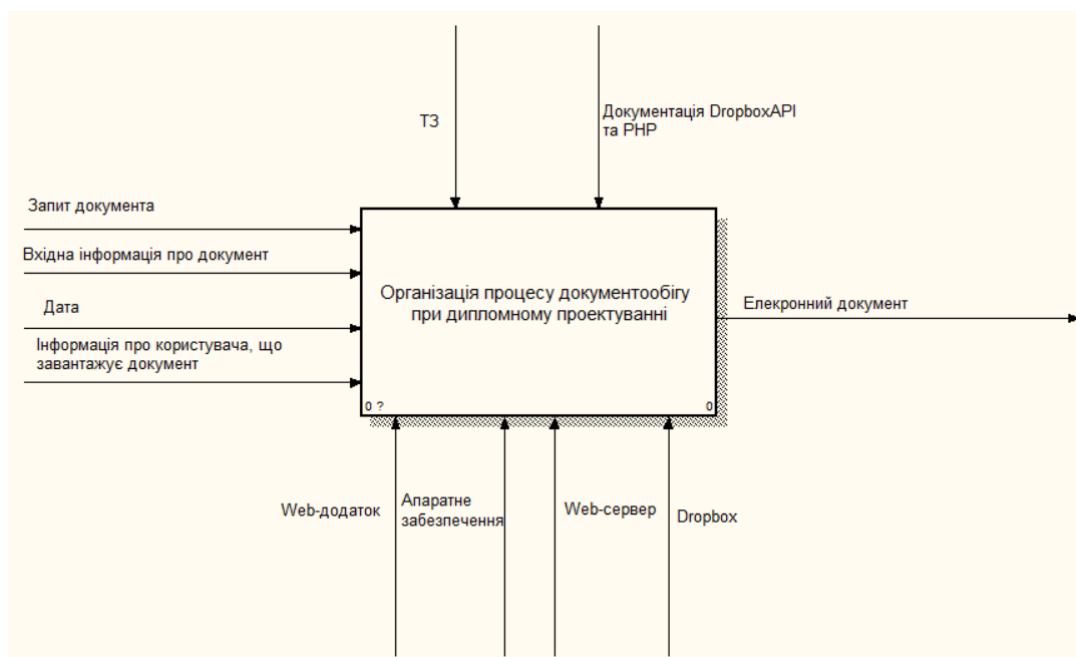 ТЗ
Документація DropboxAPI
та PHP
Запит документа
Вхідна інформація про документ
Дата
Інформація про користувача, що
завантажує документ
Організація процесу документообігу
при дипломному проектуванні
0 ?
0
Елекронний документ
Web-додаток
Апаратне
забезпечення
Web-сервер
Dropbox